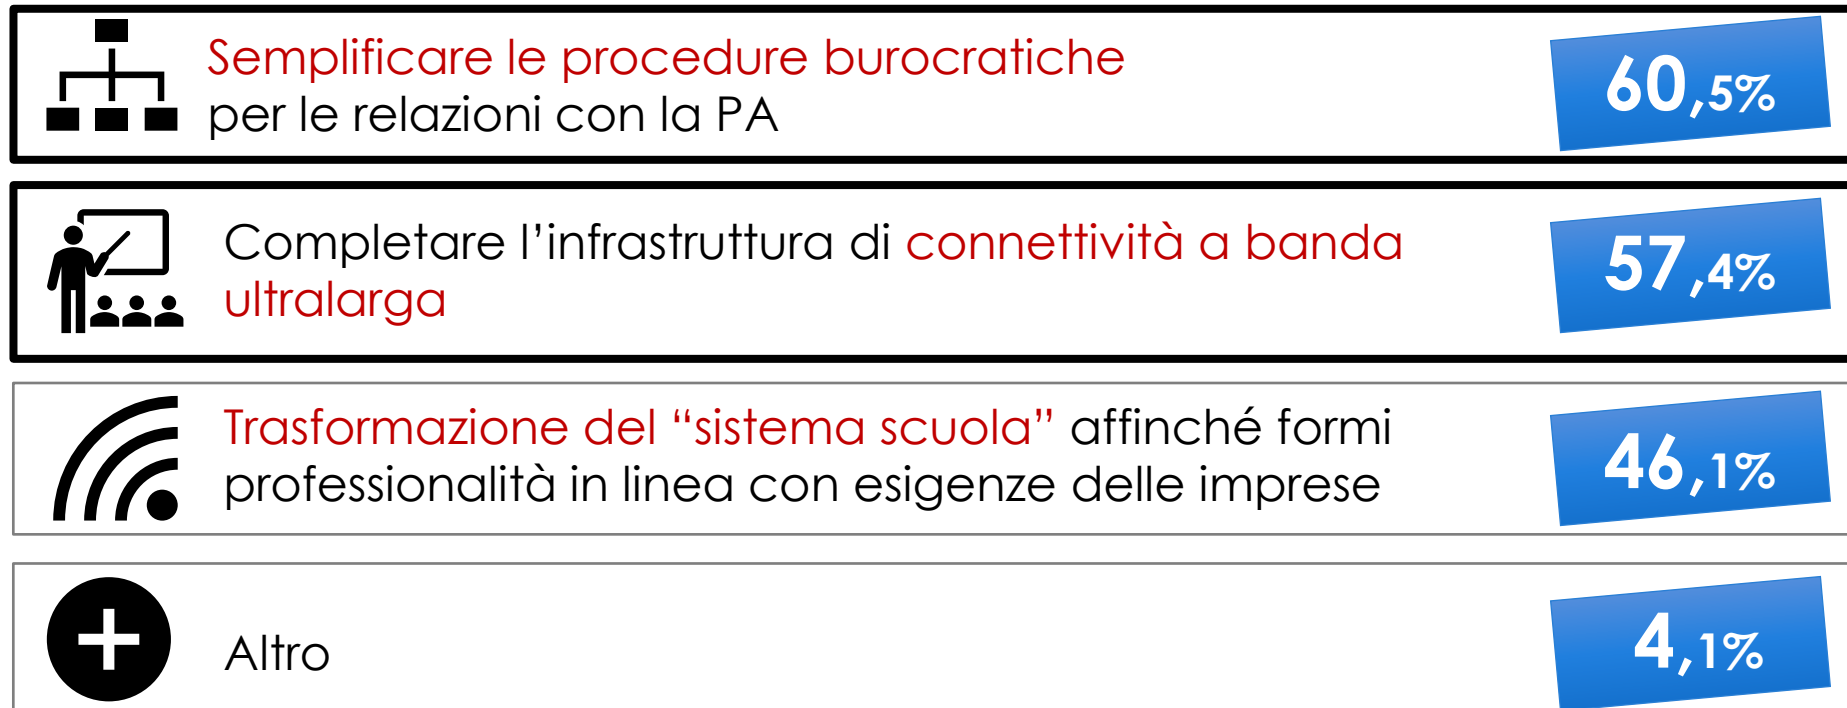 Semplificare le procedure burocratiche
per le relazioni con la PA
60,5%
Completare l’infrastruttura di connettività a banda
ultralarga
57,4%
Trasformazione del “sistema scuola” affinché formi
professionalità in linea con esigenze delle imprese
46,1%
Altro
4,1%